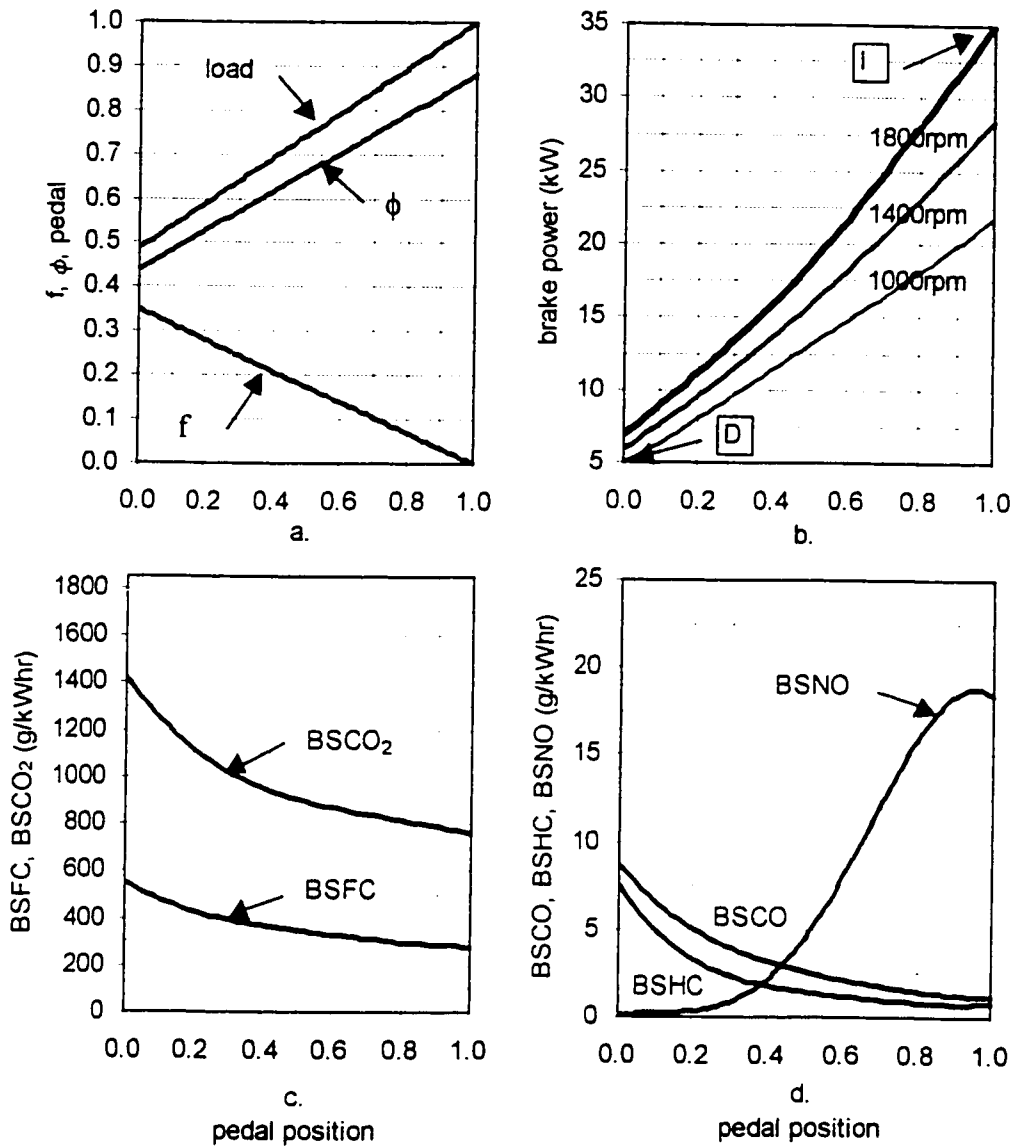 f, φ, pedal
1.0
0.9
0.8
0.7
0.6
0.5
0.4
0.3
0.2
0.1
0.0
load
φ
f
0.0 0.2 0.4 0.6 0.8 1.0
a.
brake power (kW)
35
30
25
20
15
10
5
I
1800rpm
1400rpm
1000rpm
D
0.0 0.2 0.4 0.6 0.8 1.0
b.
BSFC, BSCO₂ (g/kWhr)
1800
1600
1400
1200
1000
800
600
400
200
0
BSCO₂
BSFC
0.0 0.2 0.4 0.6 0.8 1.0
c.
pedal position
BSCO, BSHC, BSNO (g/kWhr)
25
20
15
10
5
0
BSNO
BSCO
BSHC
0.0 0.2 0.4 0.6 0.8 1.0
d.
pedal position